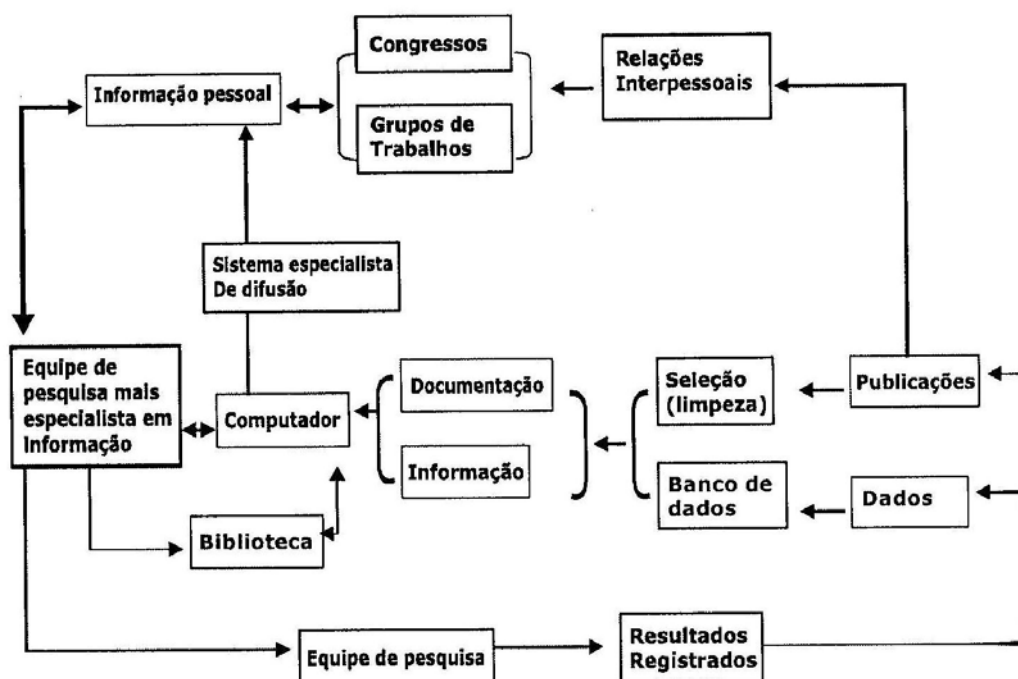 Congressos
Relações
Interpessoais
Informação pessoal
Grupos de
Trabalhos
Sistema especialista
De difusão
Equipe de
pesquisa mais
especialista em
Informação
Computador
Documentação
Informação
Seleção
(limpeza)
Publicações
Banco de
dados
Dados
Biblioteca
Equipe de pesquisa
Resultados
Registrados